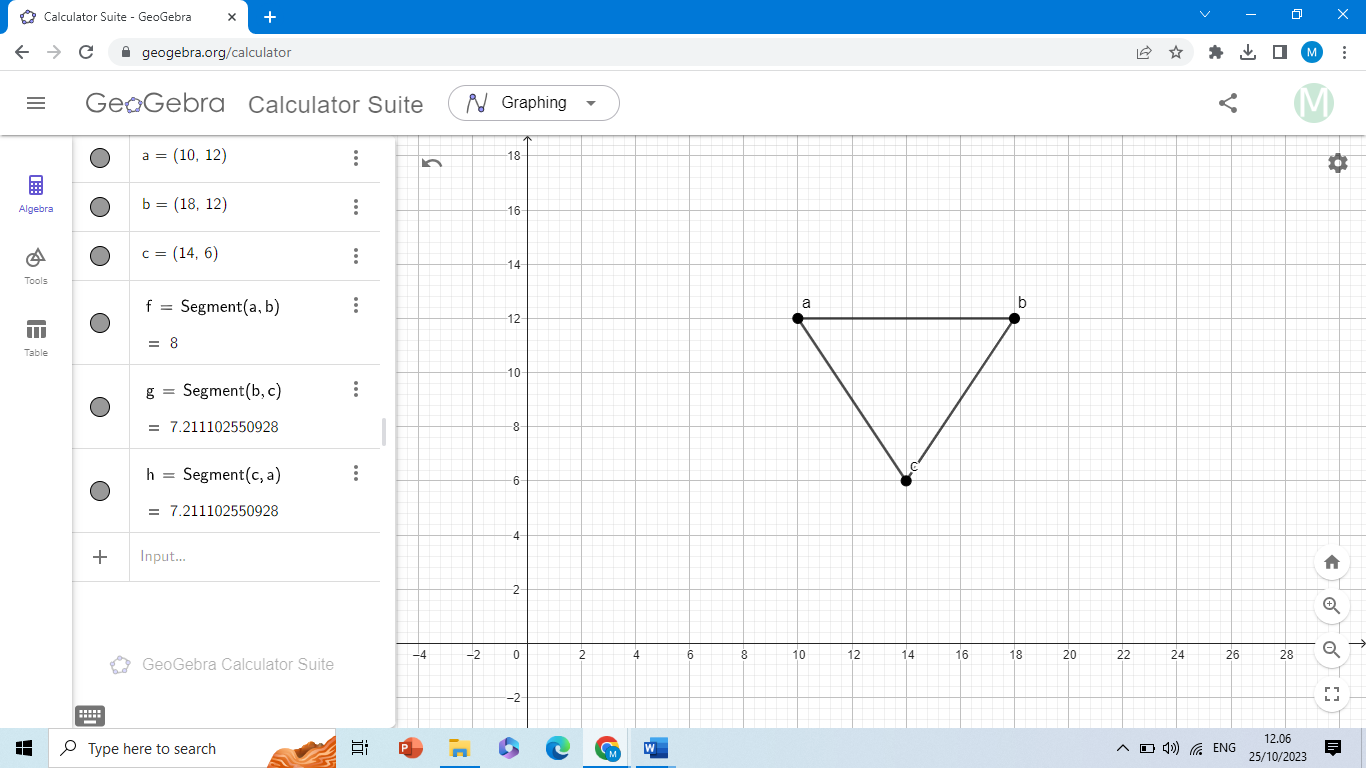 Calculator Suite - GeoGebra
geogebra.org/calculator
M
GeoGebra Calculator Suite
Graphing
M
Algebra
Tools
Table
a = (10, 12)
b = (18, 12)
c = (14, 6)
f = Segment(a, b)
= 8
g = Segment(b, c)
= 7.211102550928
h = Segment(c, a)
= 7.211102550928
Input...
GeoGebra Calculator Suite
18
16
14
12
10
8
6
4
2
−2
−4 −2 0 2 4 6 8 10 12 14 16 18 20 22 24 26 28
a
b
c
Type here to search
P
M
W
ENG
12.06
25/10/2023